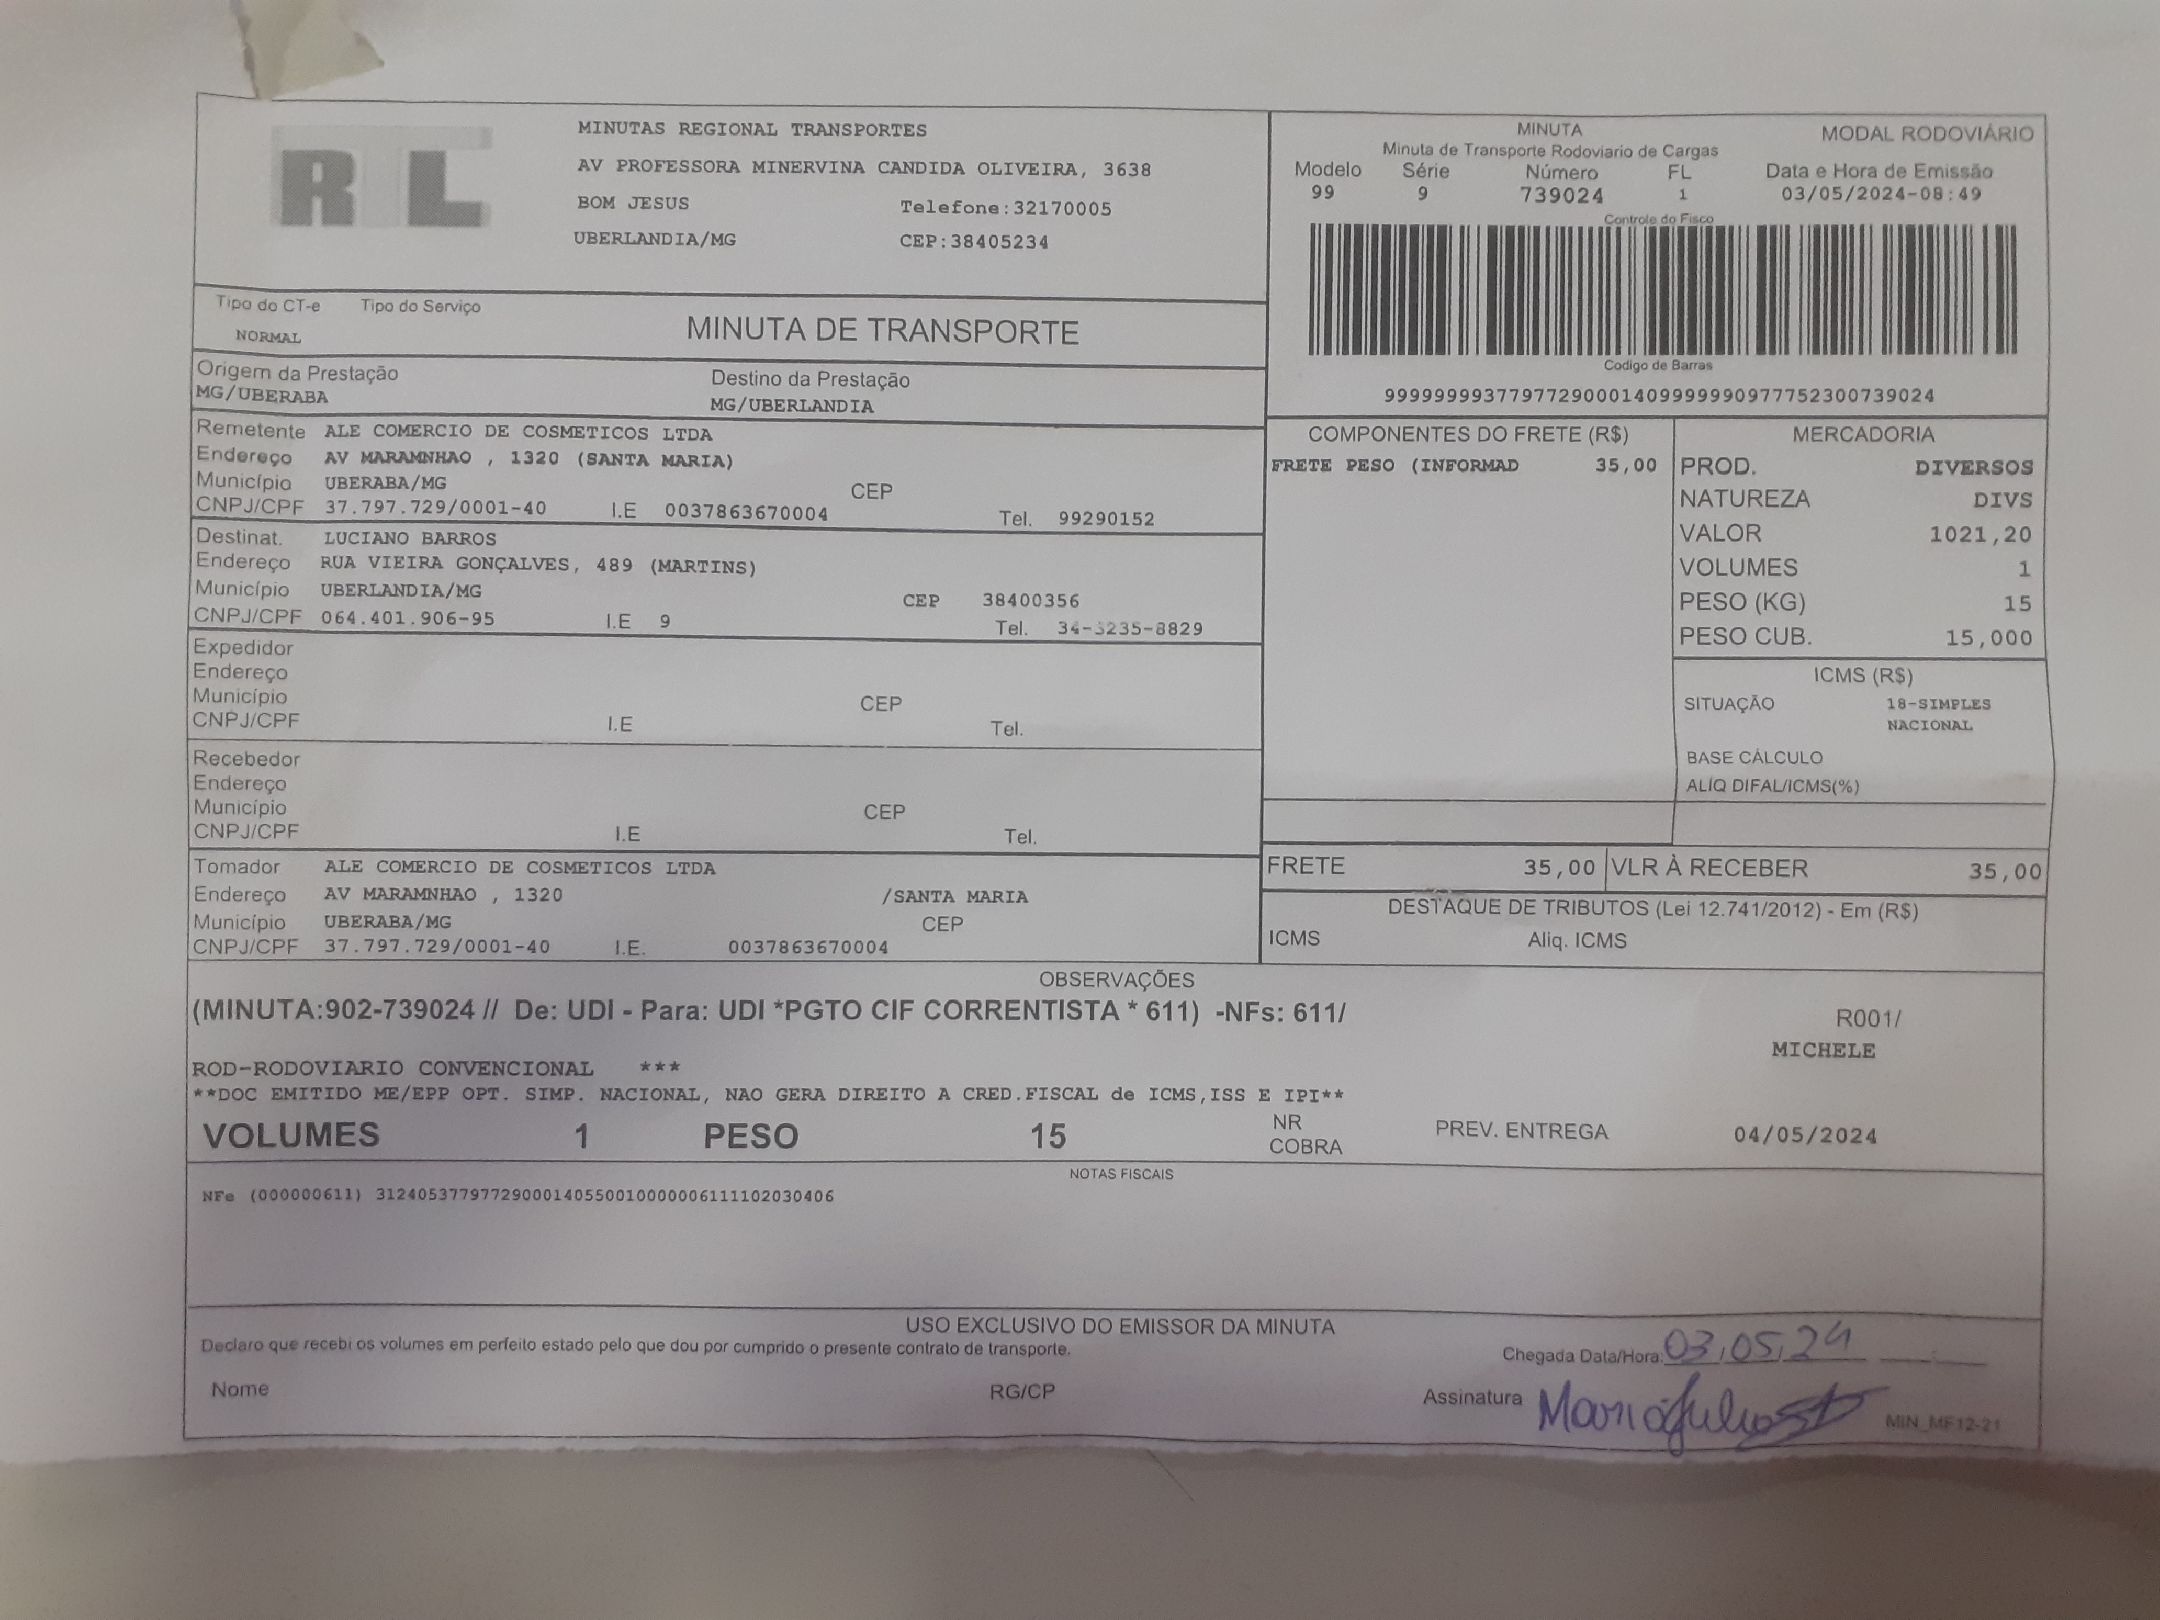 RTL
MINUTAS REGIONAL TRANSPORTES
AV PROFESSORA MINERVINA CANDIDA OLIVEIRA, 3638
BOM JESUS Telefone:32170005
UBERLANDIA/MG CEP:38405234
MINUTA MODAL RODOVIÁRIO
Minuta de Transporte Rodoviario de Cargas
Modelo Série Número FL Data e Hora de Emissão
99 9 739024 1 03/05/2024-08:49
Controle do Fisco
Codigo de Barras
999999993779772900014099999990977752300739024
Tipo do CT-e Tipo do Serviço
NORMAL
MINUTA DE TRANSPORTE
Origem da Prestação Destino da Prestação
MG/UBERABA MG/UBERLANDIA
Remetente ALE COMERCIO DE COSMETICOS LTDA
Endereço AV MARAMNHAO , 1320 (SANTA MARIA)
Município UBERABA/MG CEP
CNPJ/CPF 37.797.729/0001-40 I.E 0037863670004 Tel. 99290152
Destinat. LUCIANO BARROS
Endereço RUA VIEIRA GONÇALVES, 489 (MARTINS)
Município UBERLANDIA/MG CEP 38400356
CNPJ/CPF 064.401.906-95 I.E 9 Tel. 34-3235-8829
Expedidor
Endereço
Município CEP
CNPJ/CPF I.E Tel.
Recebedor
Endereço
Município CEP
CNPJ/CPF I.E Tel.
Tomador ALE COMERCIO DE COSMETICOS LTDA
Endereço AV MARAMNHAO , 1320 /SANTA MARIA
Município UBERABA/MG CEP
CNPJ/CPF 37.797.729/0001-40 I.E. 0037863670004
COMPONENTES DO FRETE (R$)
FRETE PESO (INFORMAD 35,00
MERCADORIA
PROD. DIVERSOS
NATUREZA DIVS
VALOR 1021,20
VOLUMES 1
PESO (KG) 15
PESO CUB. 15,000
ICMS (R$)
SITUAÇÃO 18-SIMPLES
NACIONAL
BASE CÁLCULO
ALIQ DIFAL/ICMS(%)
FRETE 35,00 VLR À RECEBER 35,00
DESTAQUE DE TRIBUTOS (Lei 12.741/2012) - Em (R$)
ICMS Aliq. ICMS
OBSERVAÇÕES
(MINUTA:902-739024 // De: UDI - Para: UDI *PGTO CIF CORRENTISTA * 611) -NFs: 611/
R001/
MICHELE
ROD-RODOVIARIO CONVENCIONAL ***
**DOC EMITIDO ME/EPP OPT. SIMP. NACIONAL, NAO GERA DIREITO A CRED.FISCAL de ICMS,ISS E IPI**
VOLUMES 1 PESO 15 NR COBRA PREV. ENTREGA 04/05/2024
NOTAS FISCAIS
NFe (000000611) 31240537797729000140550010000006111102030406
USO EXCLUSIVO DO EMISSOR DA MINUTA
Declaro que recebi os volumes em perfeito estado pelo que dou por cumprido o presente contrato de transporte.
Chegada Data/Hora: 03/05/24
Nome RG/CP Assinatura
MIN_MF12-21